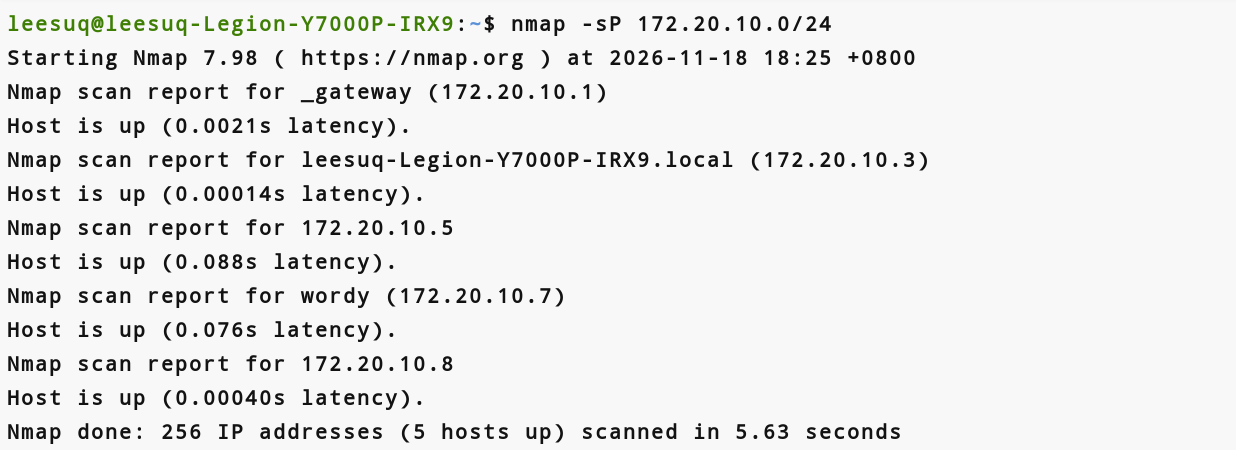 leesuq@leesuq-Legion-Y7000P-IRX9:~$ nmap -sP 172.20.10.0/24
Starting Nmap 7.98 ( https://nmap.org ) at 2026-11-18 18:25 +0800
Nmap scan report for _gateway (172.20.10.1)
Host is up (0.0021s latency).
Nmap scan report for leesuq-Legion-Y7000P-IRX9.local (172.20.10.3)
Host is up (0.00014s latency).
Nmap scan report for 172.20.10.5
Host is up (0.088s latency).
Nmap scan report for wordy (172.20.10.7)
Host is up (0.076s latency).
Nmap scan report for 172.20.10.8
Host is up (0.00040s latency).
Nmap done: 256 IP addresses (5 hosts up) scanned in 5.63 seconds